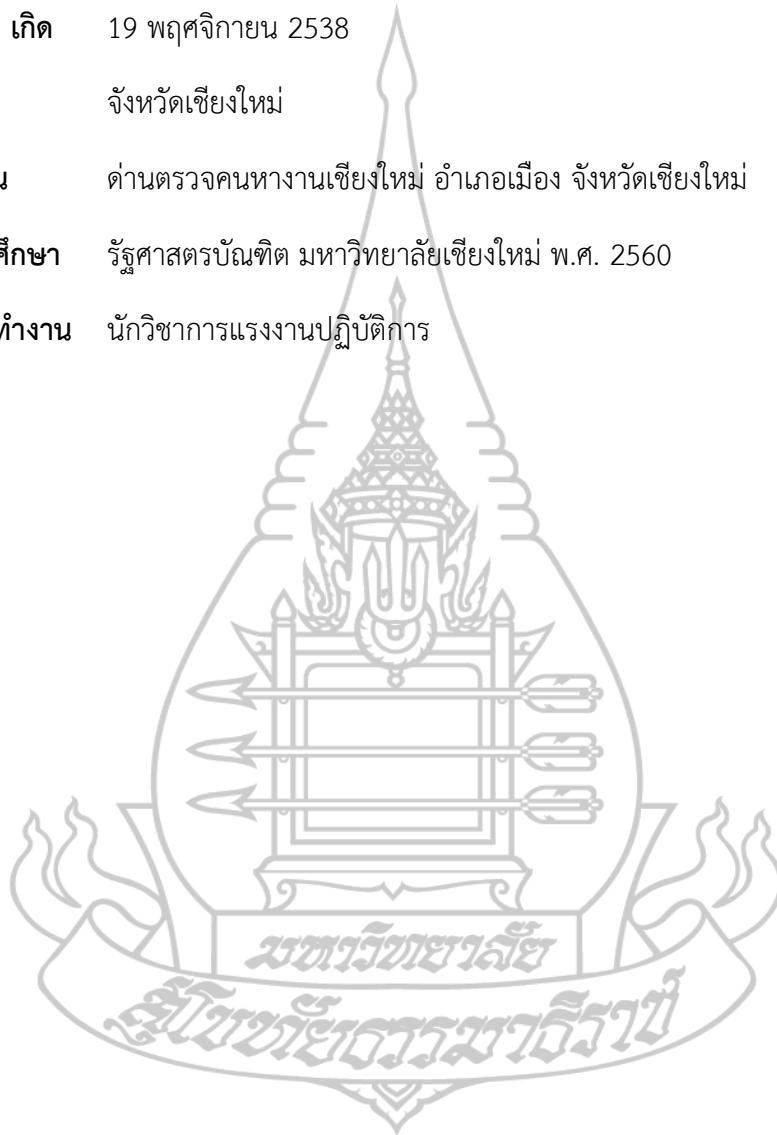 เกิด 19 พฤศจิกายน 2538
จังหวัดเชียงใหม่
น ด่านตรวจคนหางานเชียงใหม่ อำเภอเมือง จังหวัดเชียงใหม่
ศึกษา รัฐศาสตรบัณฑิต มหาวิทยาลัยเชียงใหม่ พ.ศ. 2560
ทำงาน นักวิชาการแรงงานปฏิบัติการ
มหาวิทยาลัย
สุโขทัยธรรมาธิราช